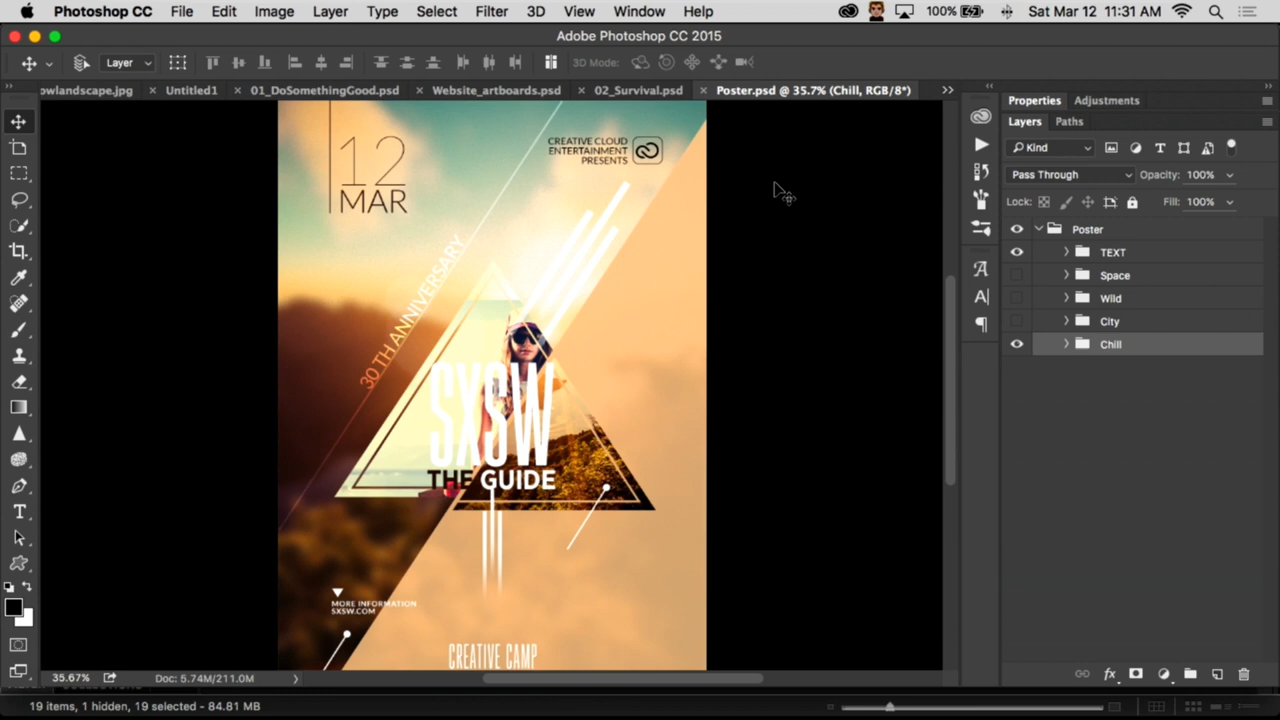 Photoshop CC File Edit Image Layer Type Select Filter 3D View Window Help 100% Sat Mar 12 11:31 AM
Adobe Photoshop CC 2015
Layer 3D Mode:
owlandscape.jpg × Untitled1 × 01_DoSomethingGood.psd × Website_artboards.psd × 02_Survival.psd × Poster.psd @ 35.7% (Chill, RGB/8*)
Properties Adjustments
Layers Paths
Kind
Pass Through Opacity: 100%
Lock: Fill: 100%
Poster
TEXT
Space
Wild
City
Chill
12
MAR
CREATIVE CLOUD
ENTERTAINMENT
PRESENTS
30 TH ANNIVERSARY
SXSW
THE GUIDE
MORE INFORMATION
SXSW.COM
CREATIVE CAMP
35.67% Doc: 5.74M/211.0M
19 items, 1 hidden, 19 selected - 84.81 MB